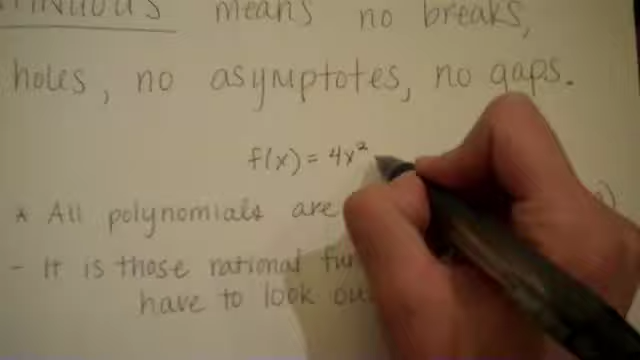 means no breaks,
holes, no asymptotes, no gaps.
f(x) = 4x²
* All polynomials are
- It is those rational
have to look